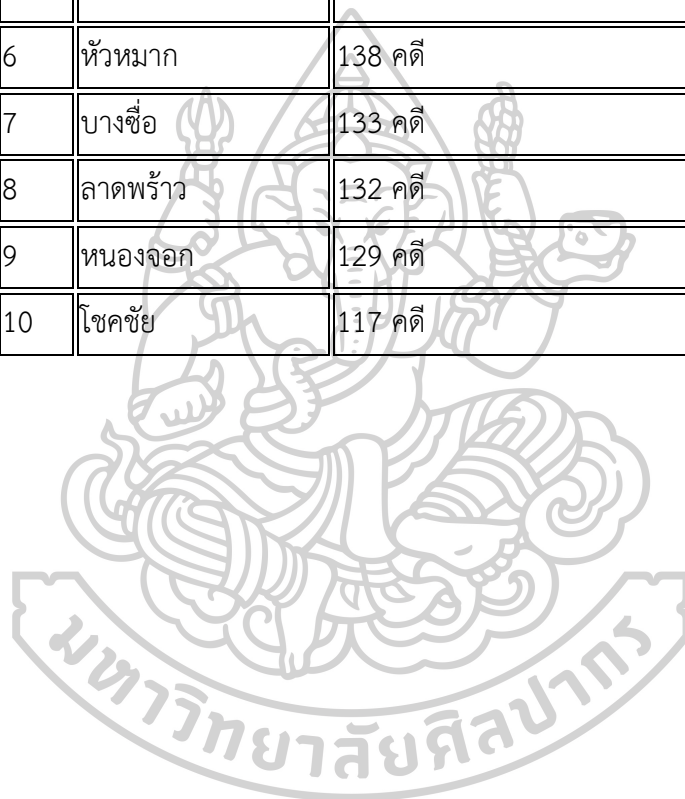 6 หัวหมาก 138 คดี
7 บางซื่อ 133 คดี
8 ลาดพร้าว 132 คดี
9 หนองจอก 129 คดี
10 โชคชัย 117 คดี
มหาวิทยาลัยศิลปากร